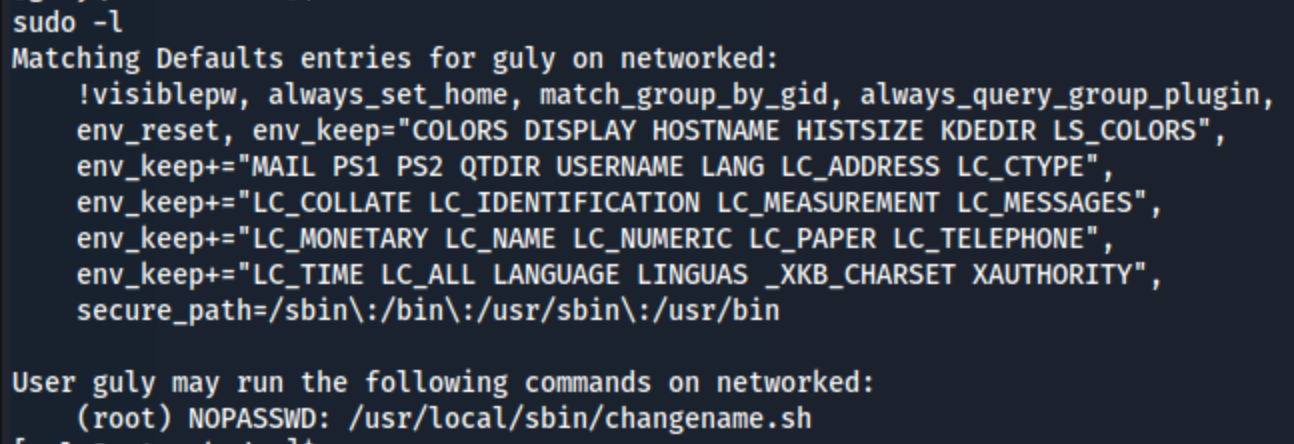 sudo -l
Matching Defaults entries for guly on networked:
    !visiblepw, always_set_home, match_group_by_gid, always_query_group_plugin,
    env_reset, env_keep="COLORS DISPLAY HOSTNAME HISTSIZE KDEDIR LS_COLORS",
    env_keep+="MAIL PS1 PS2 QTDIR USERNAME LANG LC_ADDRESS LC_CTYPE",
    env_keep+="LC_COLLATE LC_IDENTIFICATION LC_MEASUREMENT LC_MESSAGES",
    env_keep+="LC_MONETARY LC_NAME LC_NUMERIC LC_PAPER LC_TELEPHONE",
    env_keep+="LC_TIME LC_ALL LANGUAGE LINGUAS _XKB_CHARSET XAUTHORITY",
    secure_path=/sbin\:/bin\:/usr/sbin\:/usr/bin

User guly may run the following commands on networked:
    (root) NOPASSWD: /usr/local/sbin/changename.sh